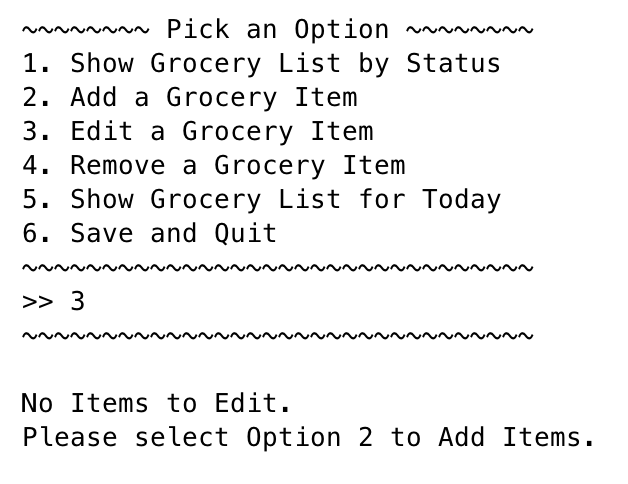 ~~~~~~~~ Pick an Option ~~~~~~~~
1. Show Grocery List by Status
2. Add a Grocery Item
3. Edit a Grocery Item
4. Remove a Grocery Item
5. Show Grocery List for Today
6. Save and Quit
~~~~~~~~~~~~~~~~~~~~~~~~~~~~~~~~
>> 3
~~~~~~~~~~~~~~~~~~~~~~~~~~~~~~~~
No Items to Edit.
Please select Option 2 to Add Items.